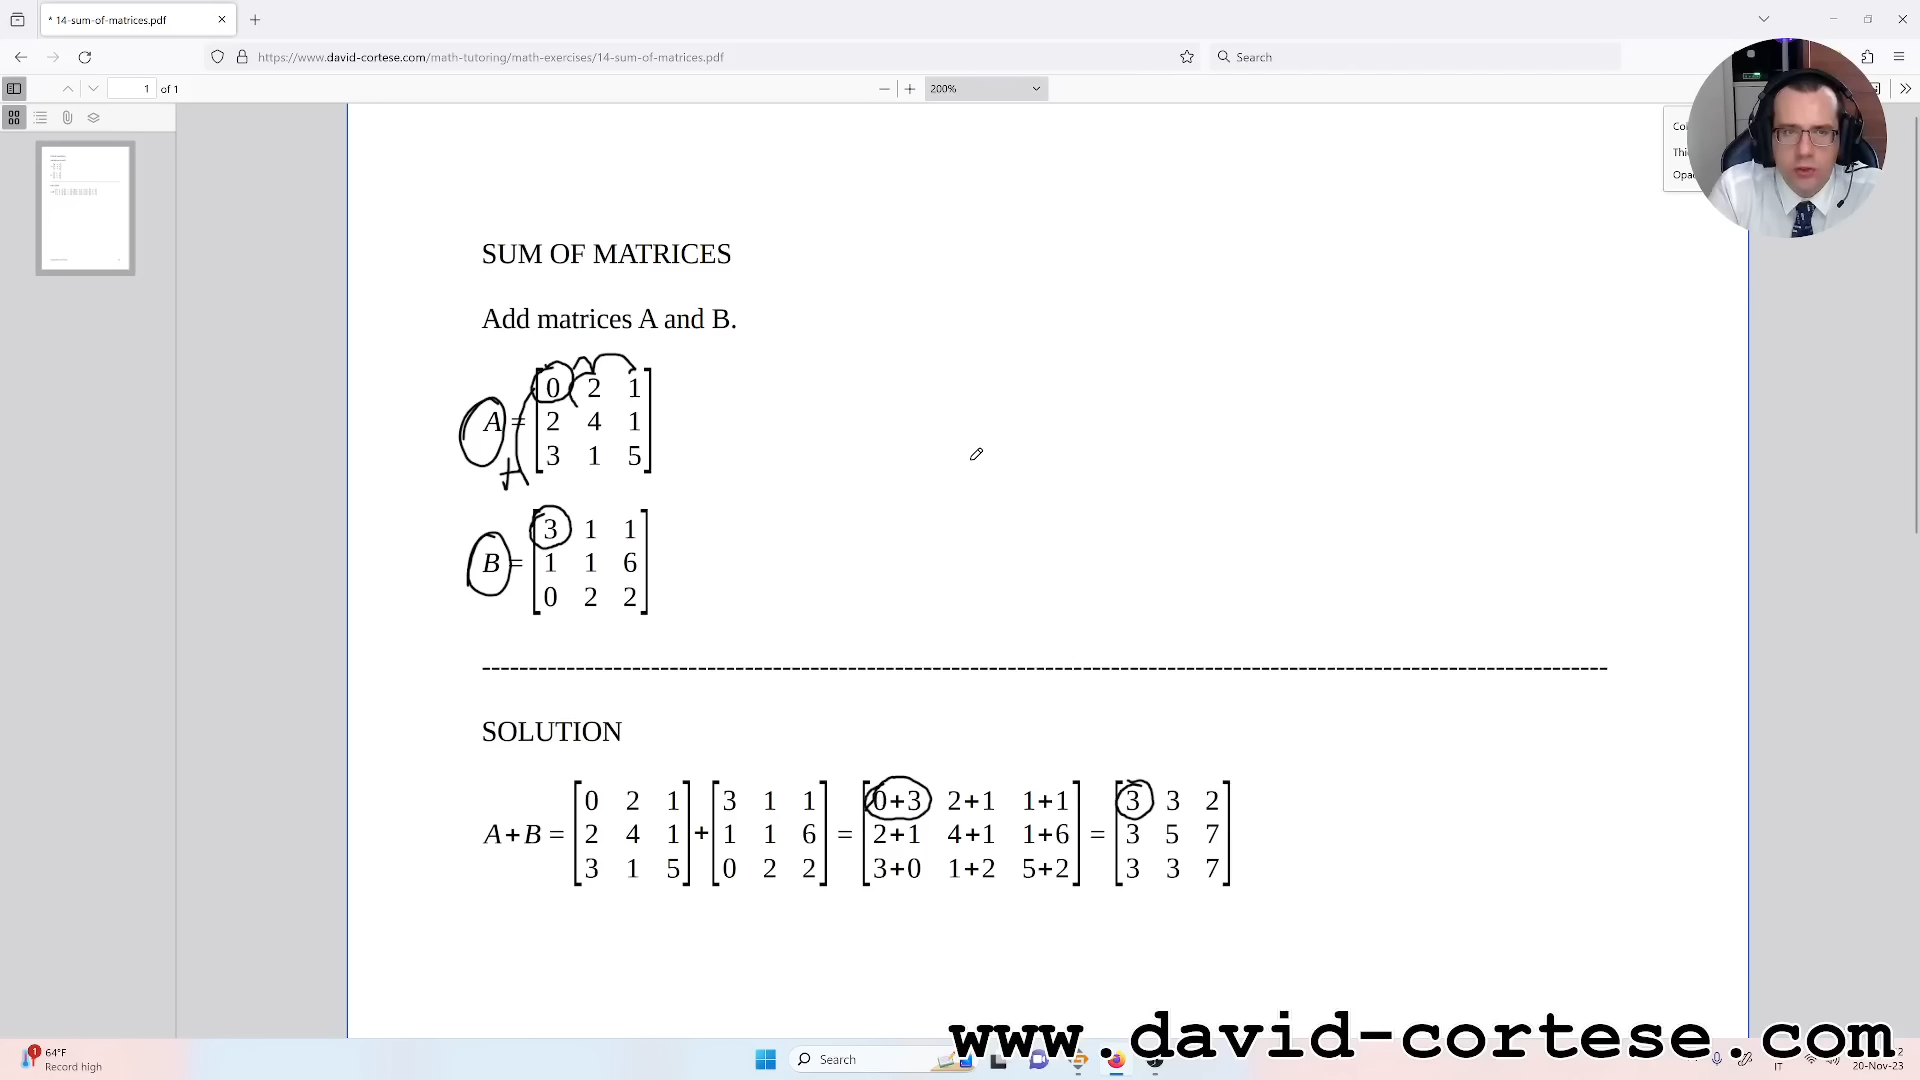 * 14-sum-of-matrices.pdf
https://www.david-cortese.com/math-tutoring/math-exercises/14-sum-of-matrices.pdf
Search
1 of 1
200%
Col
Thi
Opa
SUM OF MATRICES
Add matrices A and B.
A = [0 2 1
2 4 1
3 1 5]
+
B = [3 1 1
1 1 6
0 2 2]
------------------------------------------------------------
SOLUTION
A+B = [0 2 1] + [3 1 1] = [0+3 2+1 1+1] = [3 3 2]
[2 4 1] [1 1 6] [2+1 4+1 1+6] [3 5 7]
[3 1 5] [0 2 2] [3+0 1+2 5+2] [3 3 7]
www.david-cortese.com
1
64°F
Record high
Search
IT
20-Nov-23